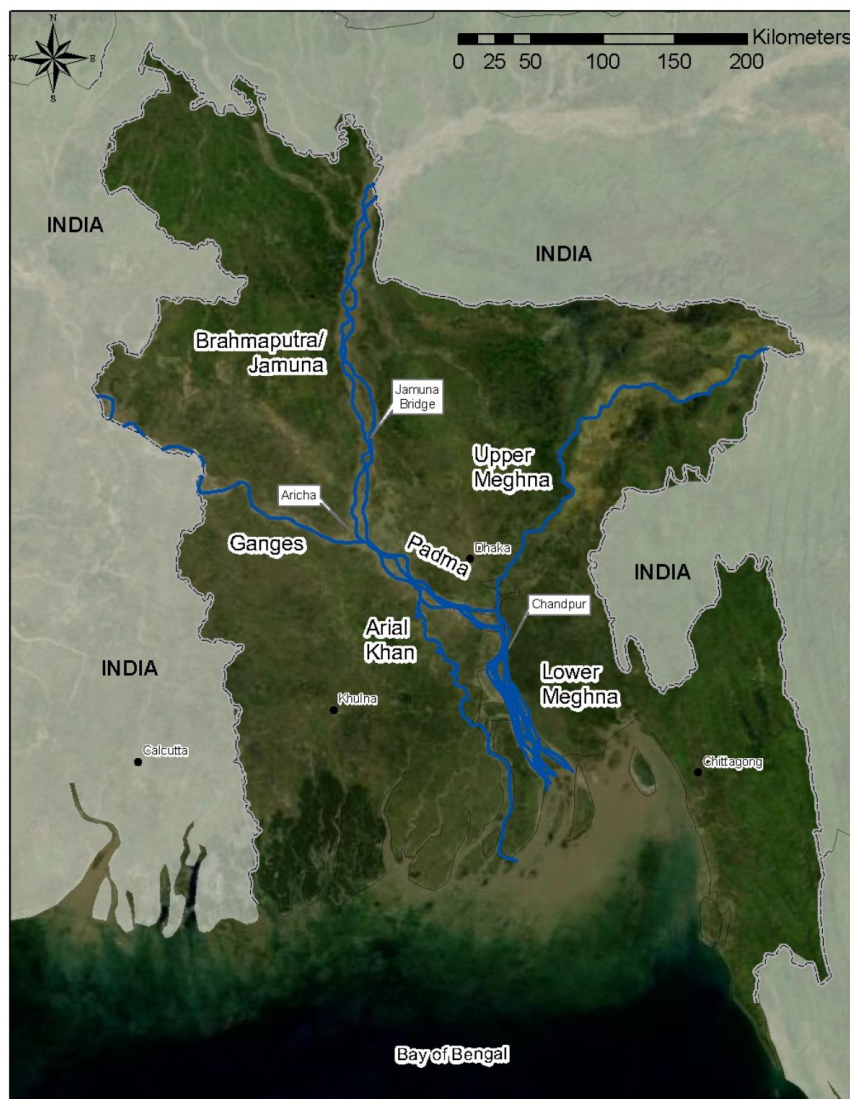 N
W
E
S
Kilometers
0 25 50 100 150 200
INDIA
INDIA
Brahmaputra/
Jamuna
Jamuna
Bridge
Upper
Meghna
Aricha
Ganges
Padma
Dhaka
INDIA
Chandpur
Arial
Khan
INDIA
Lower
Meghna
Khulna
Calcutta
Chittagong
Bay of Bengal